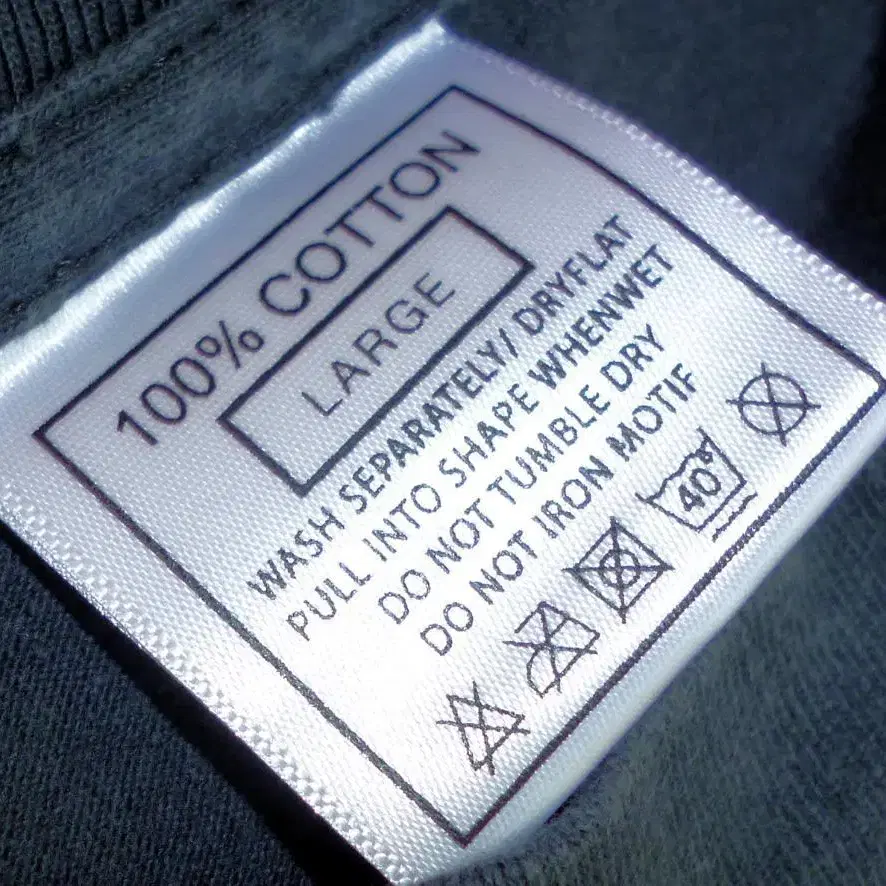 100% COTTON
LARGE
WASH SEPARATELY/ DRYFLAT
PULL INTO SHAPE WHENWET
DO NOT TUMBLE DRY
DO NOT IRON MOTIF
40°